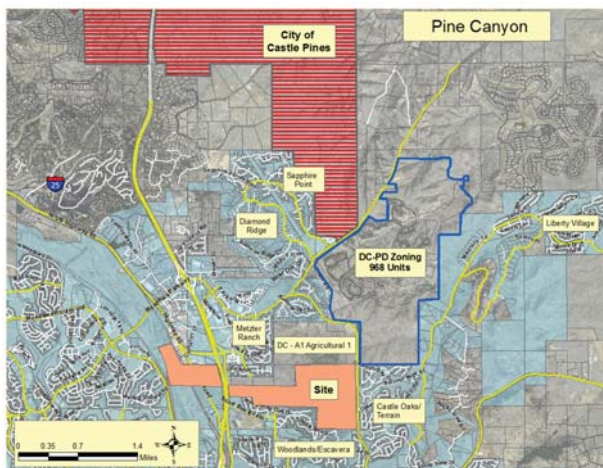 Pine Canyon
City of
Castle Pines
25
Sapphire
Point
Diamond
Ridge
Liberty Village
DC-PD Zoning
968 Units
Metzler
Ranch
DC - A1 Agricultural 1
Site
Castle Oaks/
Terrain
Woodlands/Escavera
0 0.35 0.7 1.4
Miles
N
W E
S